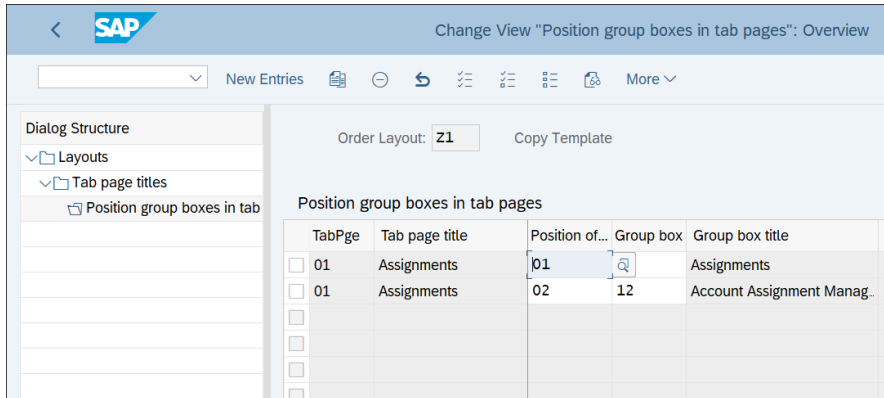 SAP
Change View "Position group boxes in tab pages": Overview
New Entries More
Dialog Structure
Layouts
Tab page titles
Position group boxes in tab
Order Layout: Z1 Copy Template
Position group boxes in tab pages
TabPge Tab page title Position of... Group box Group box title
01 Assignments 01 Assignments
01 Assignments 02 12 Account Assignment Manag..